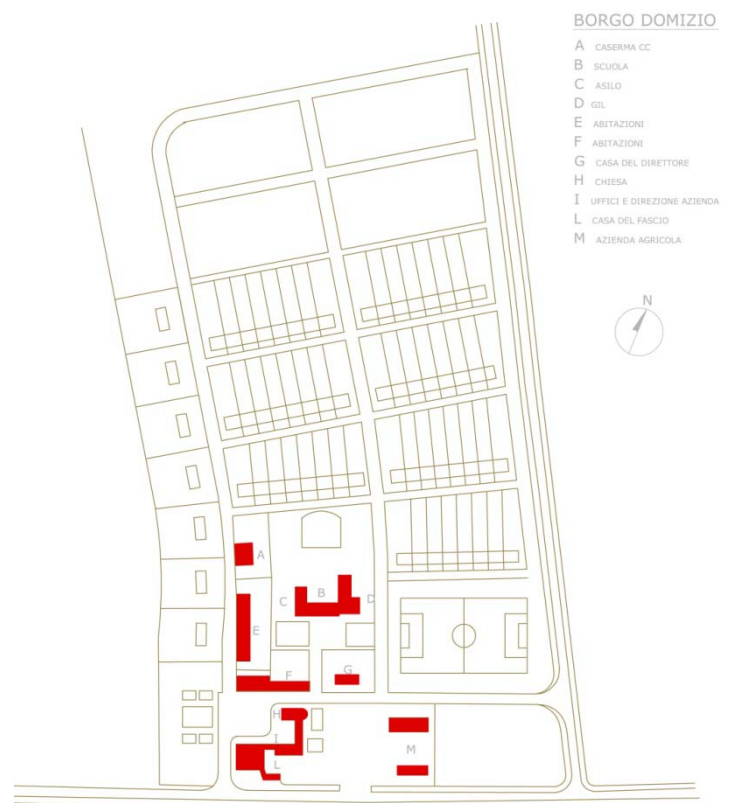 BORGO DOMIZIO
A CASERMA CC
B SCUOLA
C ASILO
D GIL
E ABITAZIONI
F ABITAZIONI
G CASA DEL DIRETTORE
H CHIESA
I UFFICI E DIREZIONE AZIENDA
L CASA DEL FASCIO
M AZIENDA AGRICOLA
N
A
B
C
D
E
F
G
H
I
M
L